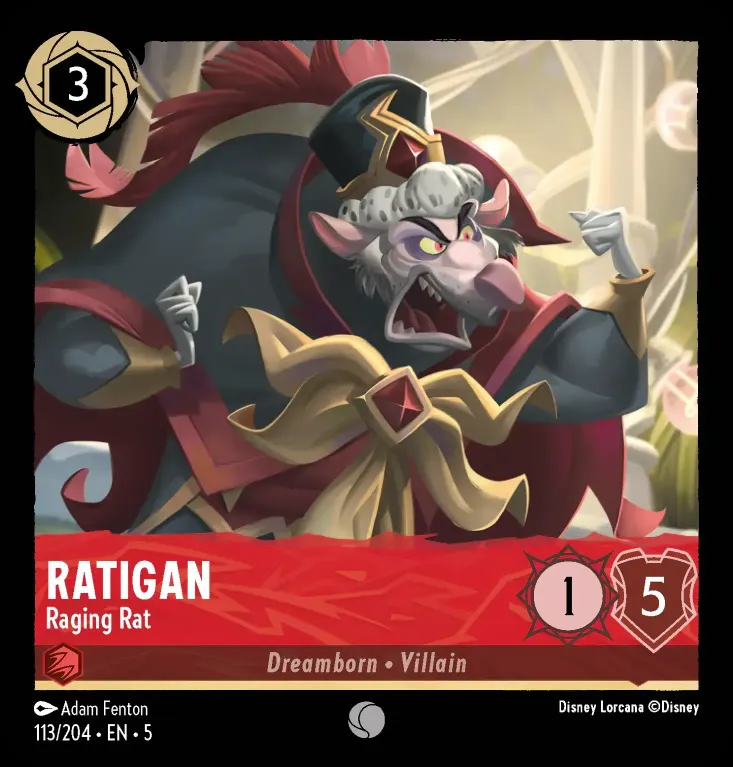 3
RATIGAN
Raging Rat
1
5
Dreamborn • Villain
Adam Fenton
Disney Lorcana ©Disney
113/204 • EN • 5